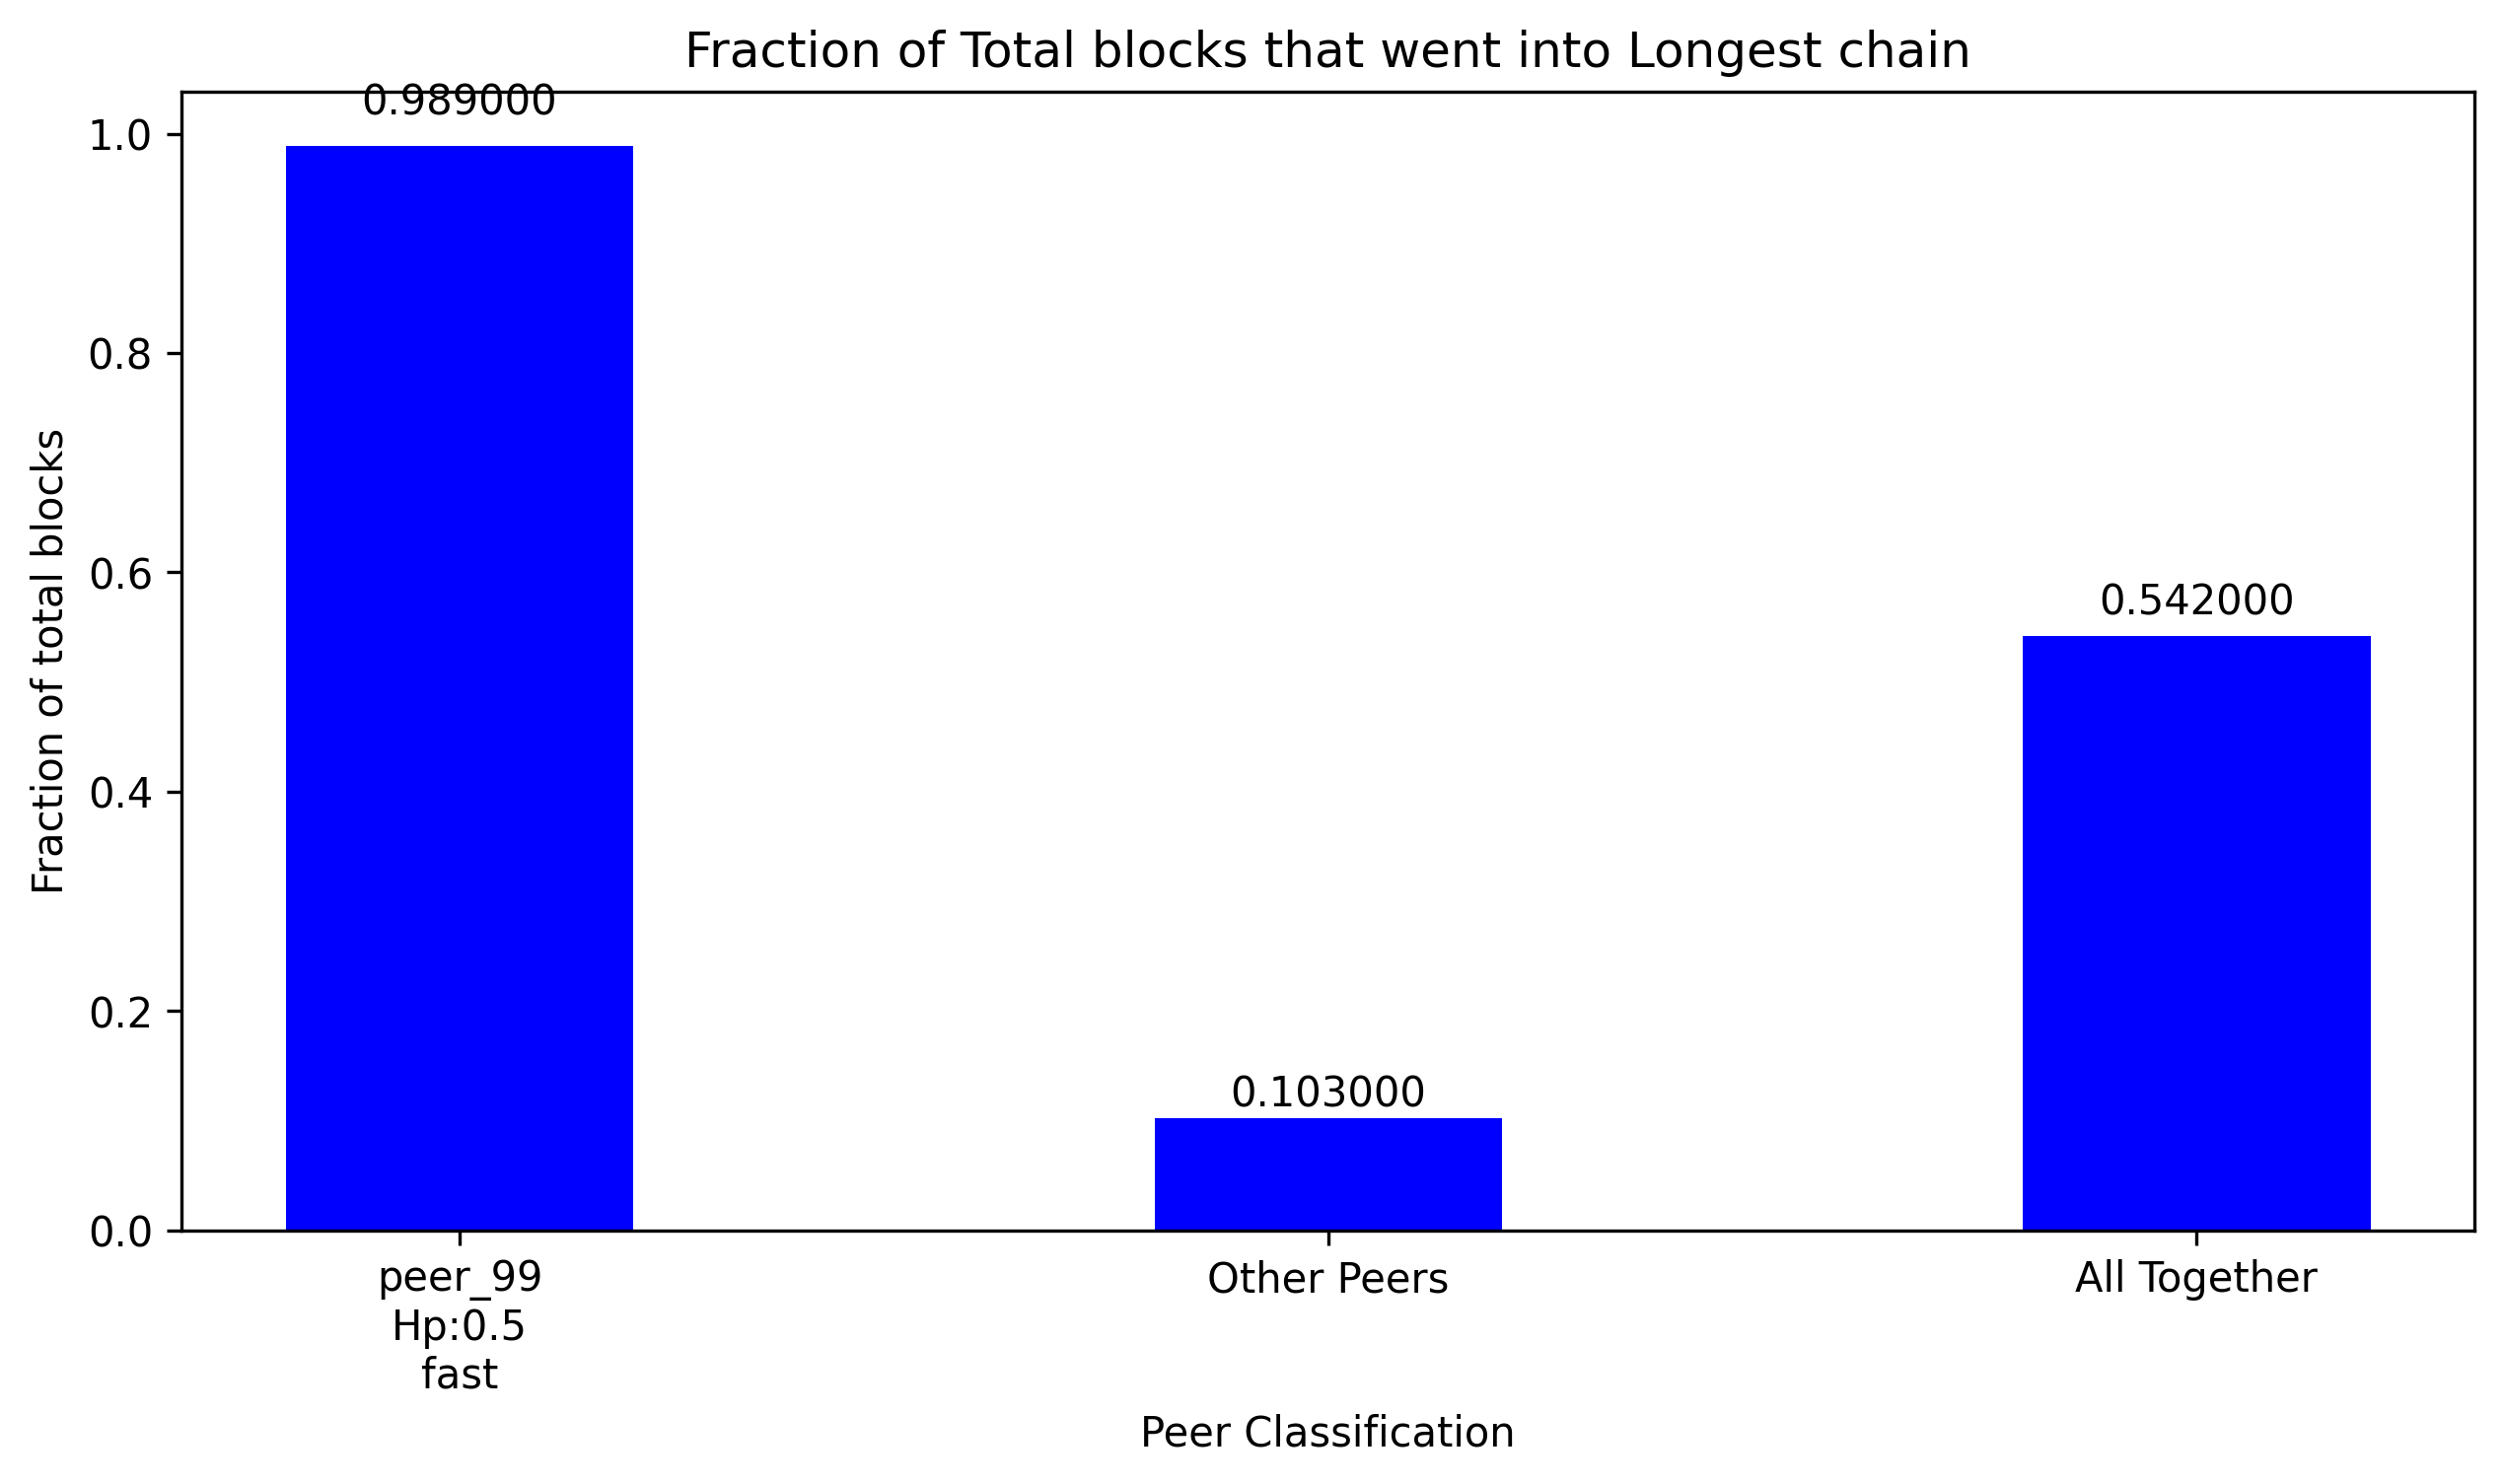 Fraction of Total blocks that went into Longest chain
0.989000
1.0
0.8
0.6
0.4
0.2
0.0
Fraction of total blocks
0.542000
0.103000
peer_99
Hp:0.5
fast
Other Peers
All Together
Peer Classification